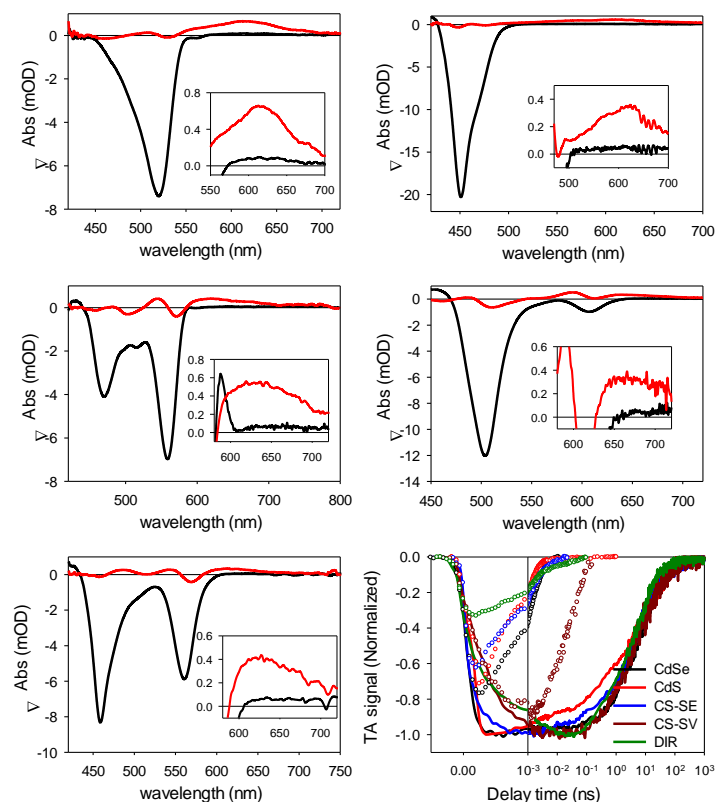 0
-2
-4
-6
-8
450 500 550 600 650 700
wavelength (nm)
∇ Abs (mOD)
0.8
0.4
0.0
550 600 650 700
0
-5
-10
-15
-20
450 500 550 600 650 700
wavelength (nm)
∇ Abs (mOD)
0.4
0.2
0.0
500 600 700
2
0
-2
-4
-6
-8
500 600 700 800
wavelength (nm)
∇ Abs (mOD)
0.8
0.6
0.4
0.2
0.0
600 650 700
2
0
-2
-4
-6
-8
-10
-12
-14
450 500 550 600 650 700
wavelength (nm)
∇ Abs (mOD)
0.6
0.4
0.2
0.0
600 650 700
2
0
-2
-4
-6
-8
-10
450 500 550 600 650 700 750
wavelength (nm)
∇ Abs (mOD)
0.6
0.4
0.2
0.0
600 650 700
0.0
-0.2
-0.4
-0.6
-0.8
-1.0
0.00 10⁻³ 10⁻² 10⁻¹ 10⁰ 10¹ 10² 10³
Delay time (ns)
TA signal (Normalized)
CdSe
CdS
CS-SE
CS-SV
DIR